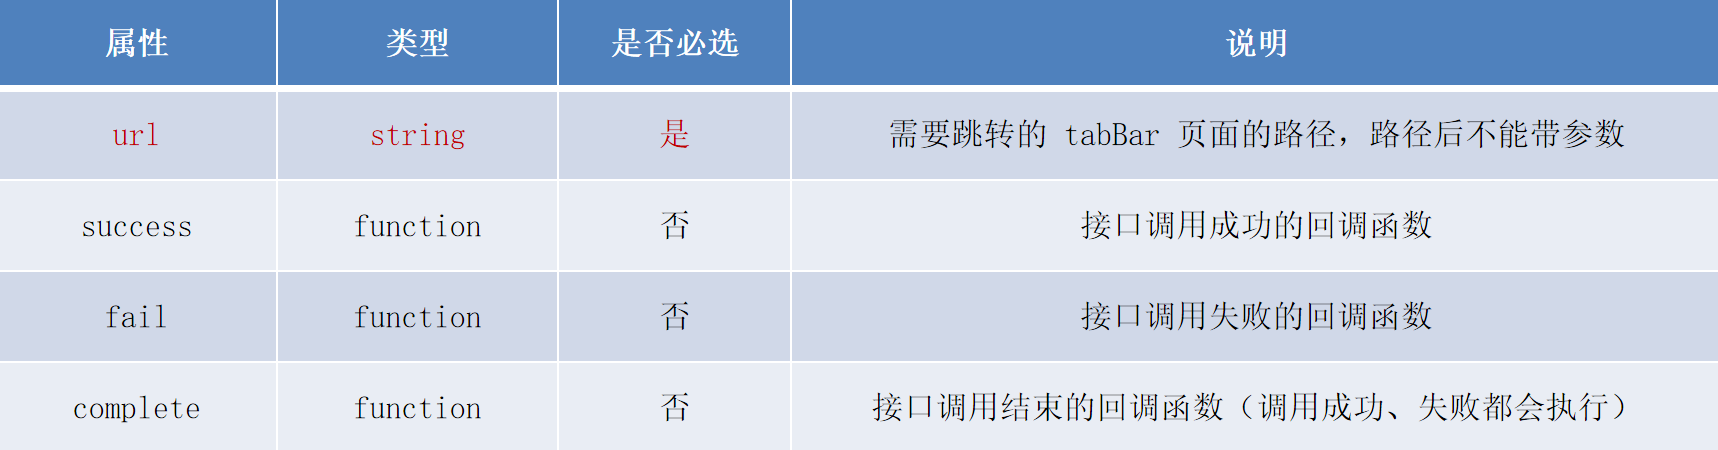 属性 类型 是否必选 说明
url string 是 需要跳转的 tabBar 页面的路径，路径后不能带参数
success function 否 接口调用成功的回调函数
fail function 否 接口调用失败的回调函数
complete function 否 接口调用结束的回调函数（调用成功、失败都会执行）